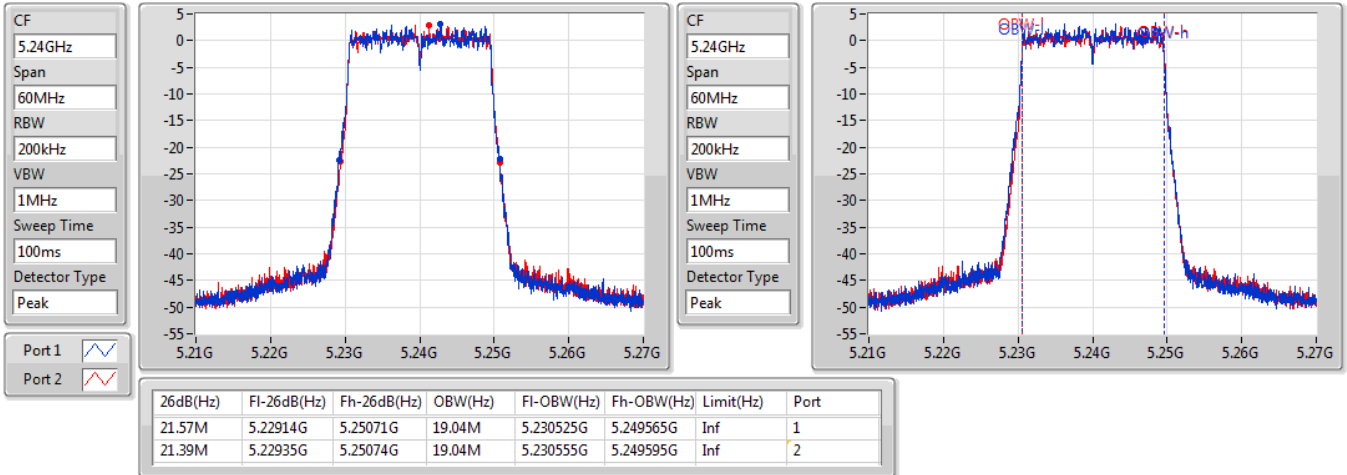 CF
5.24GHz
Span
60MHz
RBW
200kHz
VBW
1MHz
Sweep Time
100ms
Detector Type
Peak
Port 1
Port 2
5
0
-5
-10
-15
-20
-25
-30
-35
-40
-45
-50
-55
5.21G 5.22G 5.23G 5.24G 5.25G 5.26G 5.27G
CF
5.24GHz
Span
60MHz
RBW
200kHz
VBW
1MHz
Sweep Time
100ms
Detector Type
Peak
5
0
-5
-10
-15
-20
-25
-30
-35
-40
-45
-50
-55
OBW-l
OBW-l
OBW-h
OBW-h
5.21G 5.22G 5.23G 5.24G 5.25G 5.26G 5.27G
26dB(Hz) Fl-26dB(Hz) Fh-26dB(Hz) OBW(Hz) Fl-OBW(Hz) Fh-OBW(Hz) Limit(Hz) Port
21.57M 5.22914G 5.25071G 19.04M 5.230525G 5.249565G Inf 1
21.39M 5.22935G 5.25074G 19.04M 5.230555G 5.249595G Inf 2